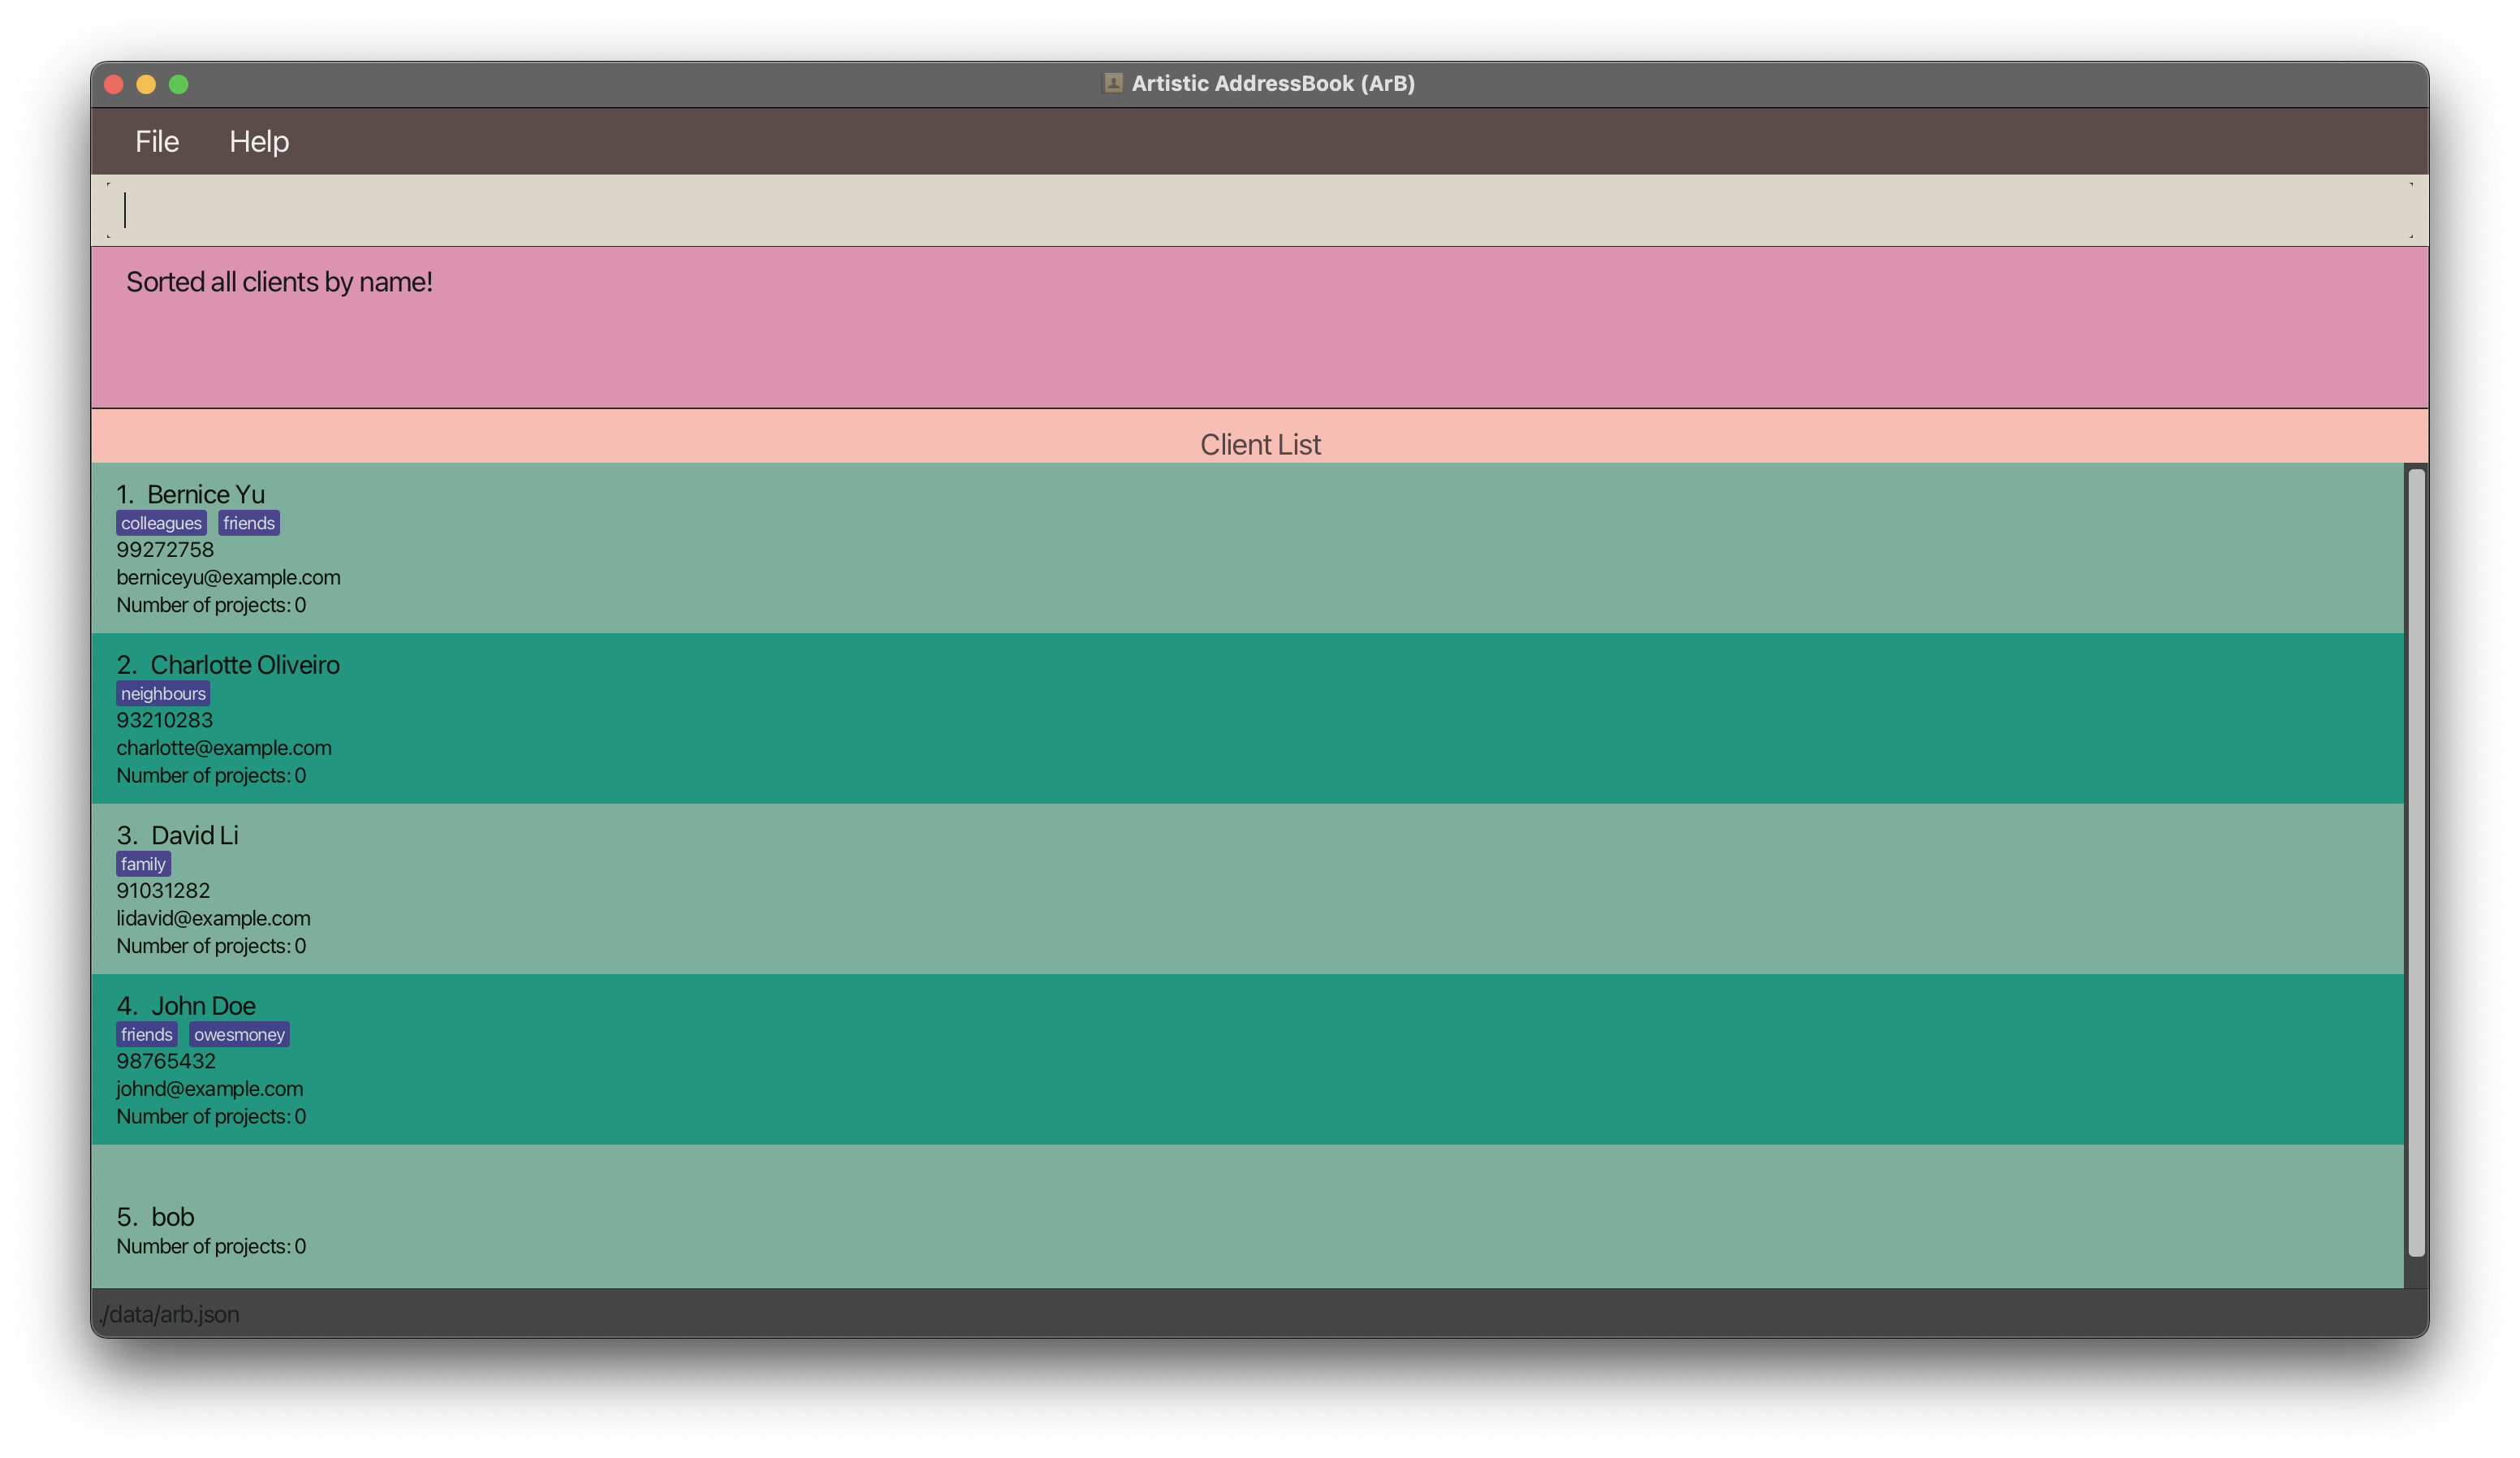 Artistic AddressBook (ArB)
File Help
Sorted all clients by name!
Client List
1. Bernice Yu
colleagues friends
99272758
berniceyu@example.com
Number of projects: 0
2. Charlotte Oliveiro
neighbours
93210283
charlotte@example.com
Number of projects: 0
3. David Li
family
91031282
lidavid@example.com
Number of projects: 0
4. John Doe
friends owesmoney
98765432
johnd@example.com
Number of projects: 0
5. bob
Number of projects: 0
./data/arb.json